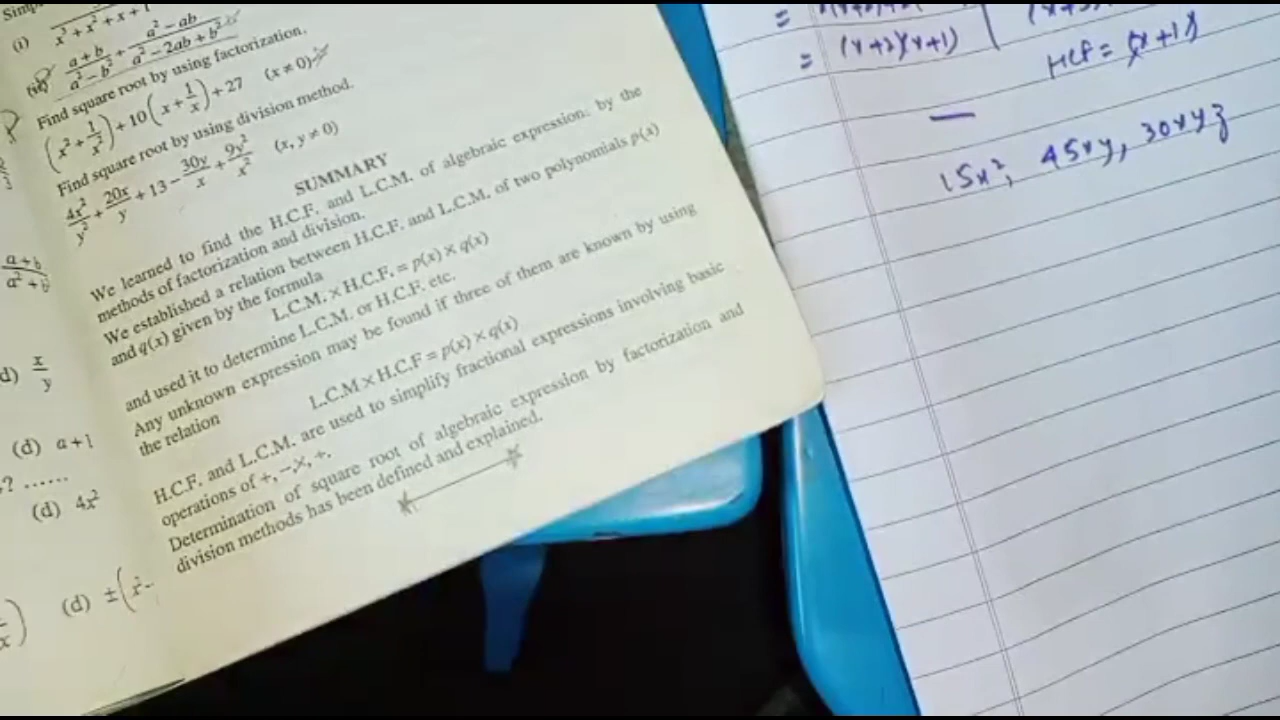 (i)
x³ + x² + x + 1
a + b / a² − b² + a² − ab / a² − 2ab + b²
Find square root by using factorization.
(x² + 1/x²) + 10(x + 1/x) + 27 (x ≠ 0)
Find square root by using division method.
4x²/y² + 20x/y + 13 − 30y/x + 9y²/x² (x, y ≠ 0)
SUMMARY
We learned to find the H.C.F. and L.C.M. of algebraic expression: by the
methods of factorization and division.
We established a relation between H.C.F. and L.C.M. of two polynomials p(x)
and q(x) given by the formula
L.C.M. × H.C.F. = p(x) × q(x)
and used it to determine L.C.M. or H.C.F. etc.
Any unknown expression may be found if three of them are known by using
the relation
L.C.M × H.C.F = p(x) × q(x)
H.C.F. and L.C.M. are used to simplify fractional expressions involving basic
operations of +, −, ×, ÷.
Determination of square root of algebraic expression by factorization and
division methods has been defined and explained.
(d) x/y
(d) a + 1
? ......
(d) 4x²
(d) ±
= (x+2)(x+1)
HCF = (x+1)
15x², 45xy, 30xyz